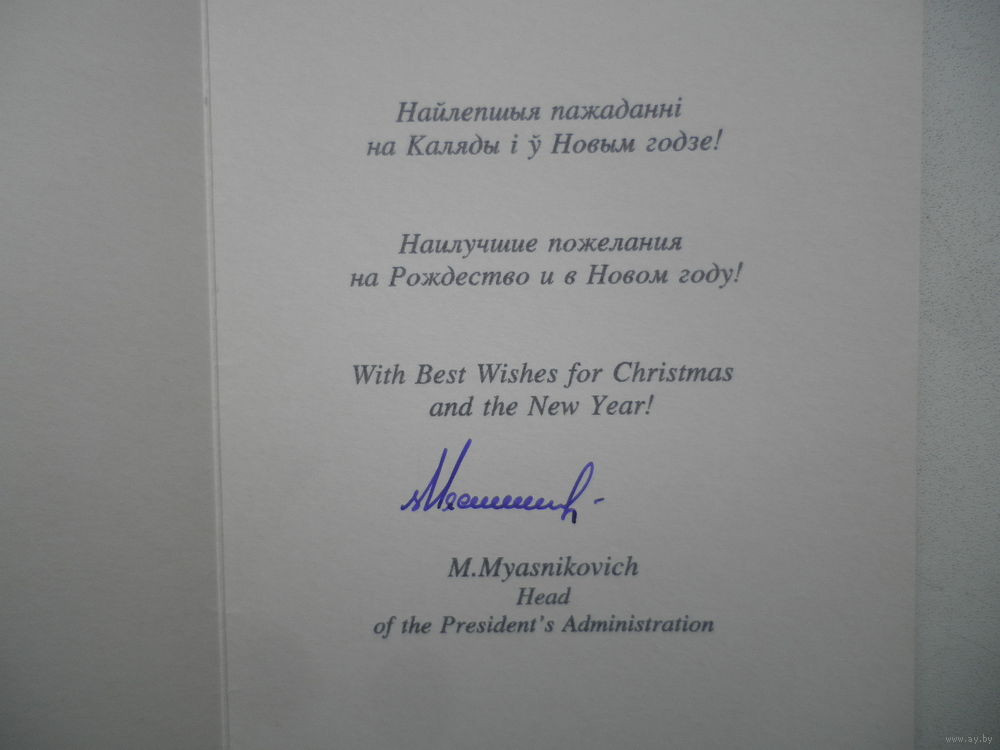 Найлепшыя пажаданні
на Каляды і ў Новым годзе!
Наилучшие пожелания
на Рождество и в Новом году!
With Best Wishes for Christmas
and the New Year!
M.Myasnikovich
Head
of the President's Administration
www.ay.by